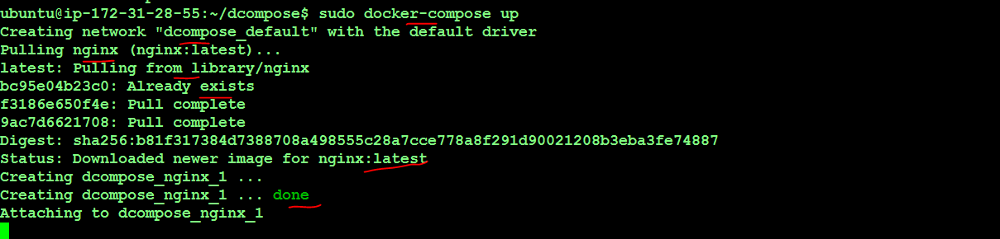 ubuntu@ip-172-31-28-55:~/dcompose$ sudo docker-compose up
Creating network "dcompose_default" with the default driver
Pulling nginx (nginx:latest)...
latest: Pulling from library/nginx
bc95e04b23c0: Already exists
f3186e650f4e: Pull complete
9ac7d6621708: Pull complete
Digest: sha256:b81f317384d7388708a498555c28a7cce778a8f291d90021208b3eba3fe74887
Status: Downloaded newer image for nginx:latest
Creating dcompose_nginx_1 ...
Creating dcompose_nginx_1 ... done
Attaching to dcompose_nginx_1